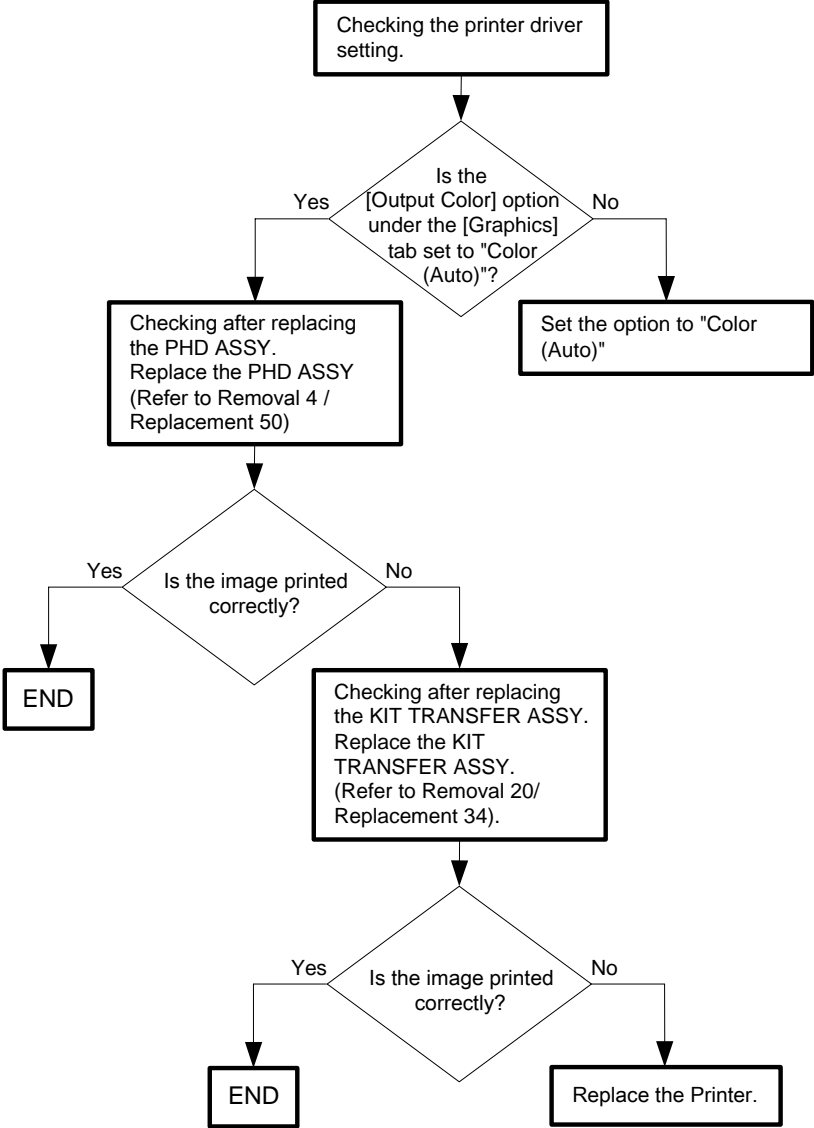 Checking the printer driver
setting.
Is the
[Output Color] option
under the [Graphics]
tab set to "Color
(Auto)"?
Yes
No
Checking after replacing
the PHD ASSY.
Replace the PHD ASSY
(Refer to Removal 4 /
Replacement 50)
Set the option to "Color
(Auto)"
Is the image printed
correctly?
Yes
No
END
Checking after replacing
the KIT TRANSFER ASSY.
Replace the KIT
TRANSFER ASSY.
(Refer to Removal 20/
Replacement 34).
Is the image printed
correctly?
Yes
No
END
Replace the Printer.